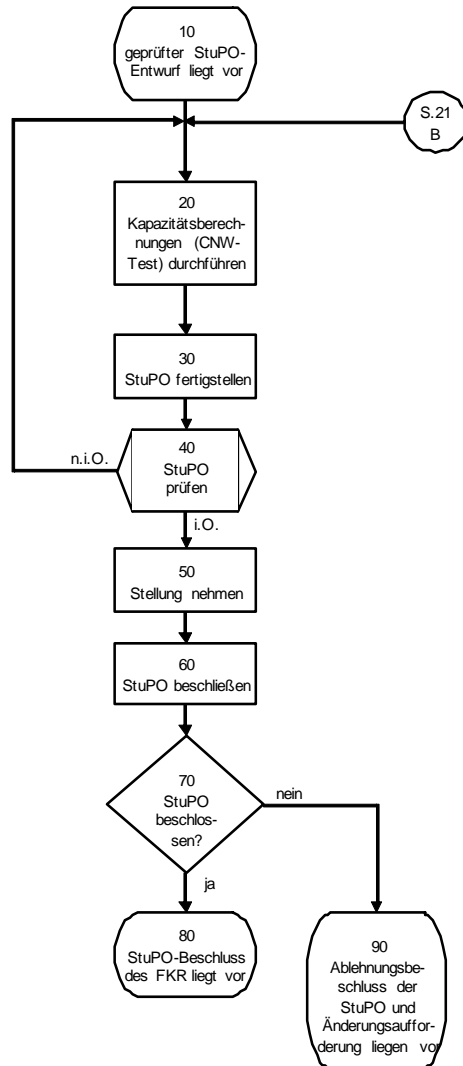 10
geprüfter StuPO-
Entwurf liegt vor
S.21
B
20
Kapazitätsberech-
nungen (CNW-
Test) durchführen
30
StuPO fertigstellen
40
StuPO
prüfen
n.i.O.
i.O.
50
Stellung nehmen
60
StuPO beschließen
70
StuPO
beschlos-
sen?
nein
ja
80
StuPO-Beschluss
des FKR liegt vor
90
Ablehnungsbe-
schluss der
StuPO und
Änderungsauffor-
derung liegen vor